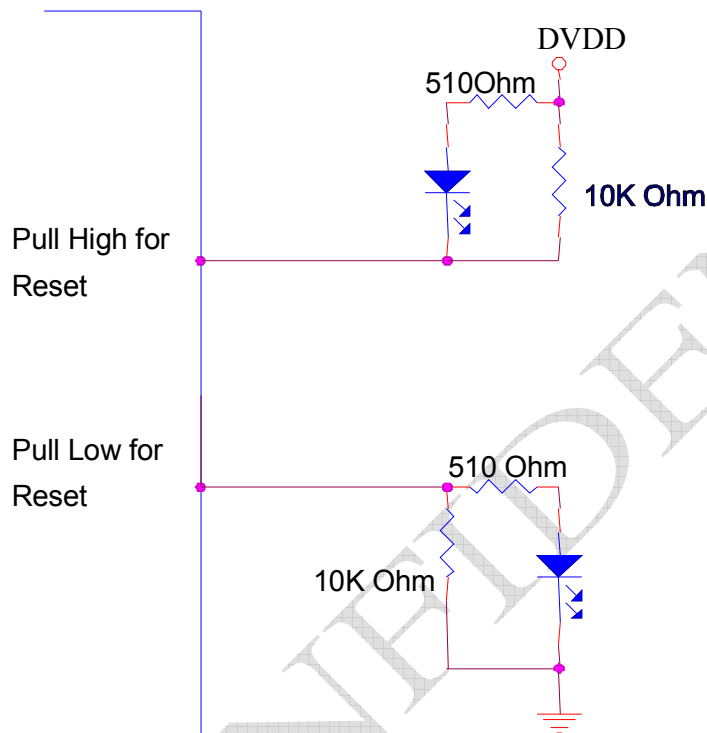 DVDD
510Ohm
10K Ohm
Pull High for
Reset
Pull Low for
Reset
510 Ohm
10K Ohm